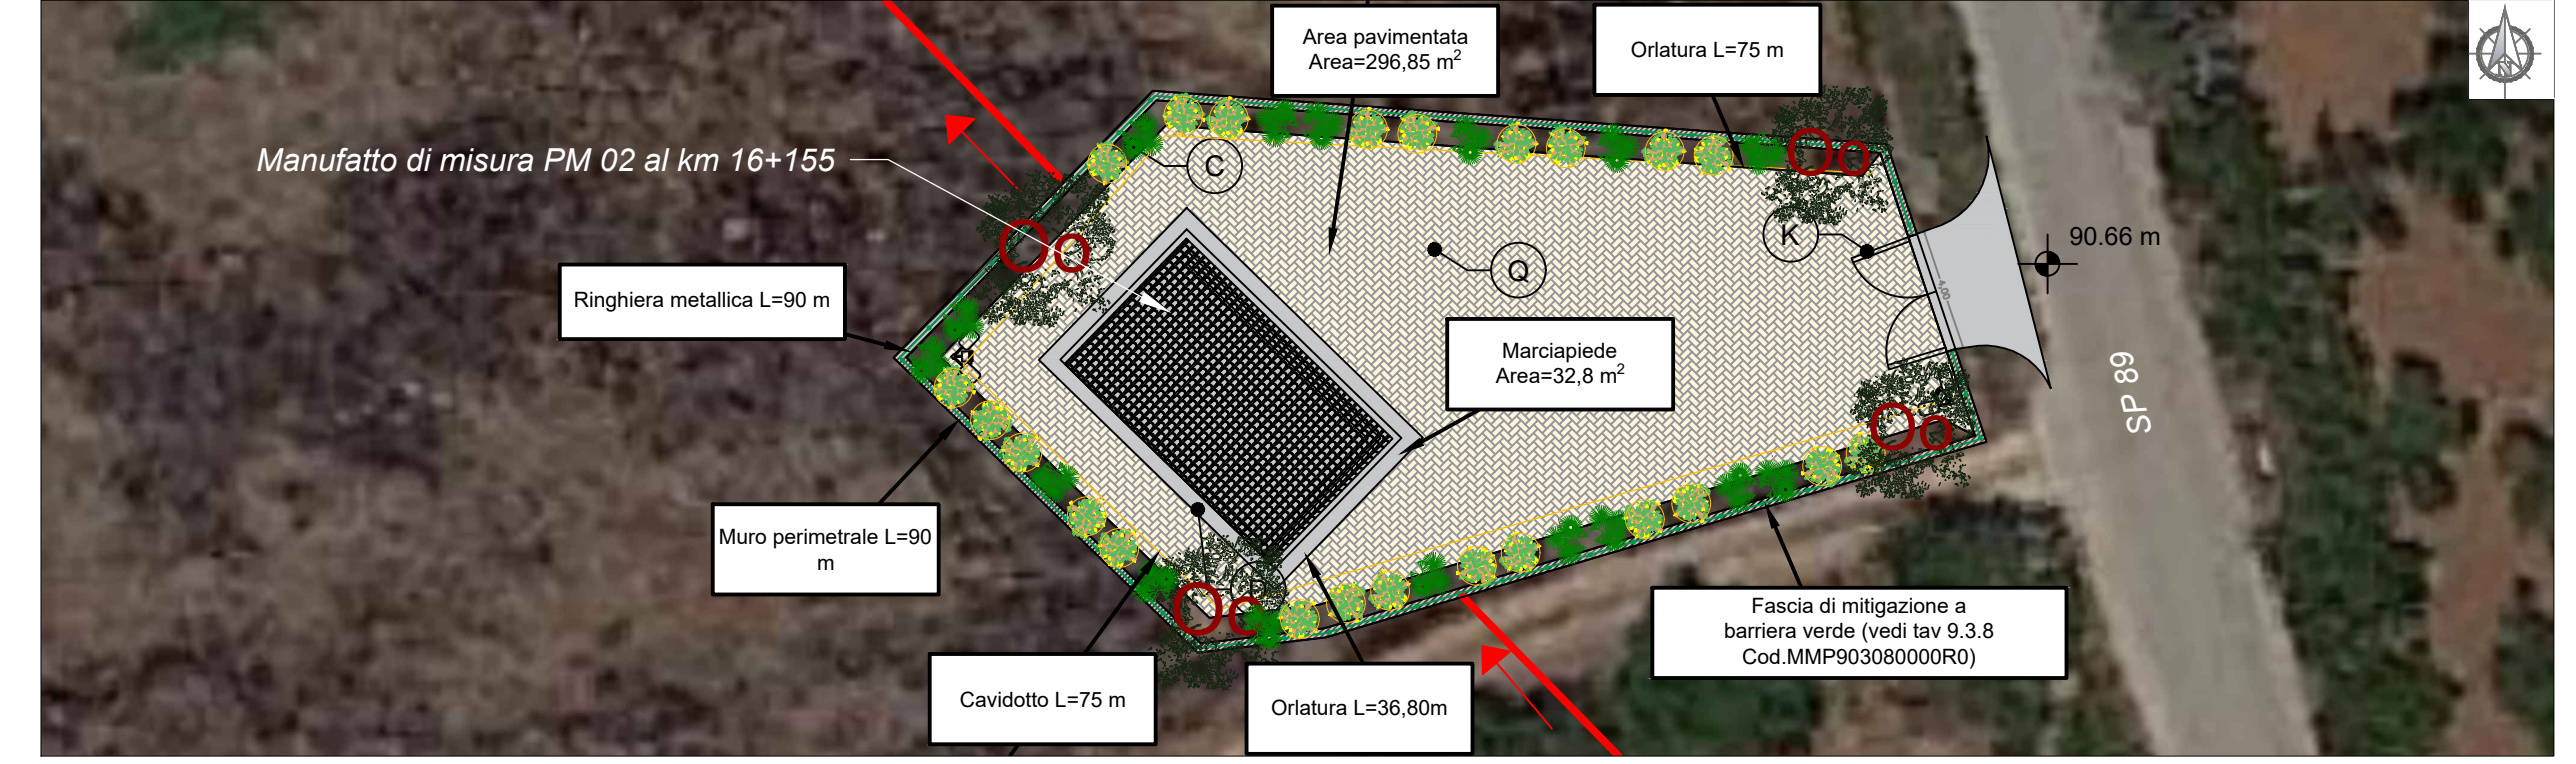 Area pavimentata
Area=296,85 m²
Orlatura L=75 m
N
Manufatto di misura PM 02 al km 16+155
C
K
90.66 m
Q
4,00
Ringhiera metallica L=90 m
Marciapiede
Area=32,8 m²
SP 89
Muro perimetrale L=90
m
Fascia di mitigazione a
barriera verde (vedi tav 9.3.8
Cod.MMP903080000R0)
Cavidotto L=75 m
Orlatura L=36,80m